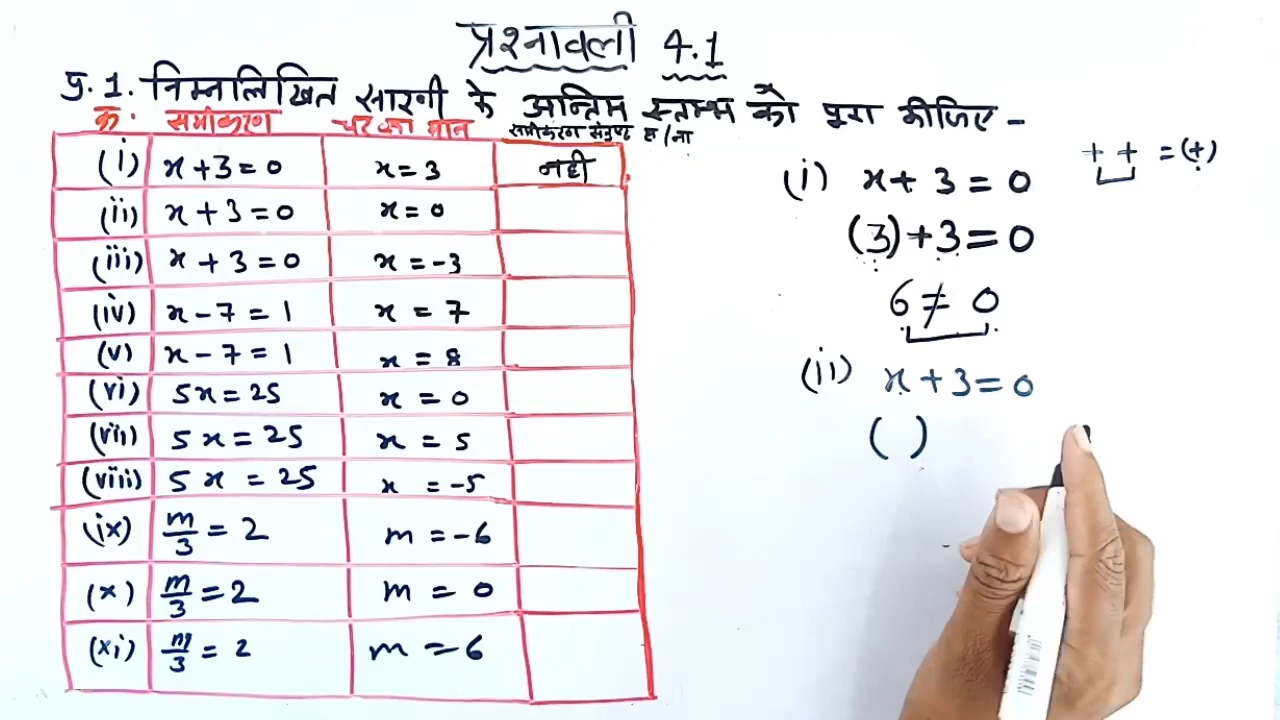 प्रश्नावली 4.1
प्र. 1. निम्नलिखित सारणी के अन्तिम स्तम्भ को पूरा कीजिए -
क्र. समीकरण चर का मान समीकरण संतुष्ट हा/ना
(i) x + 3 = 0 x = 3 नही
(ii) x + 3 = 0 x = 0
(iii) x + 3 = 0 x = -3
(iv) x - 7 = 1 x = 7
(v) x - 7 = 1 x = 8
(vi) 5x = 25 x = 0
(vii) 5x = 25 x = 5
(viii) 5x = 25 x = -5
(ix) m/3 = 2 m = -6
(x) m/3 = 2 m = 0
(xi) m/3 = 2 m = 6
(i) x + 3 = 0
+ + = (+)
(3) + 3 = 0
6 ≠ 0
(ii) x + 3 = 0
( )